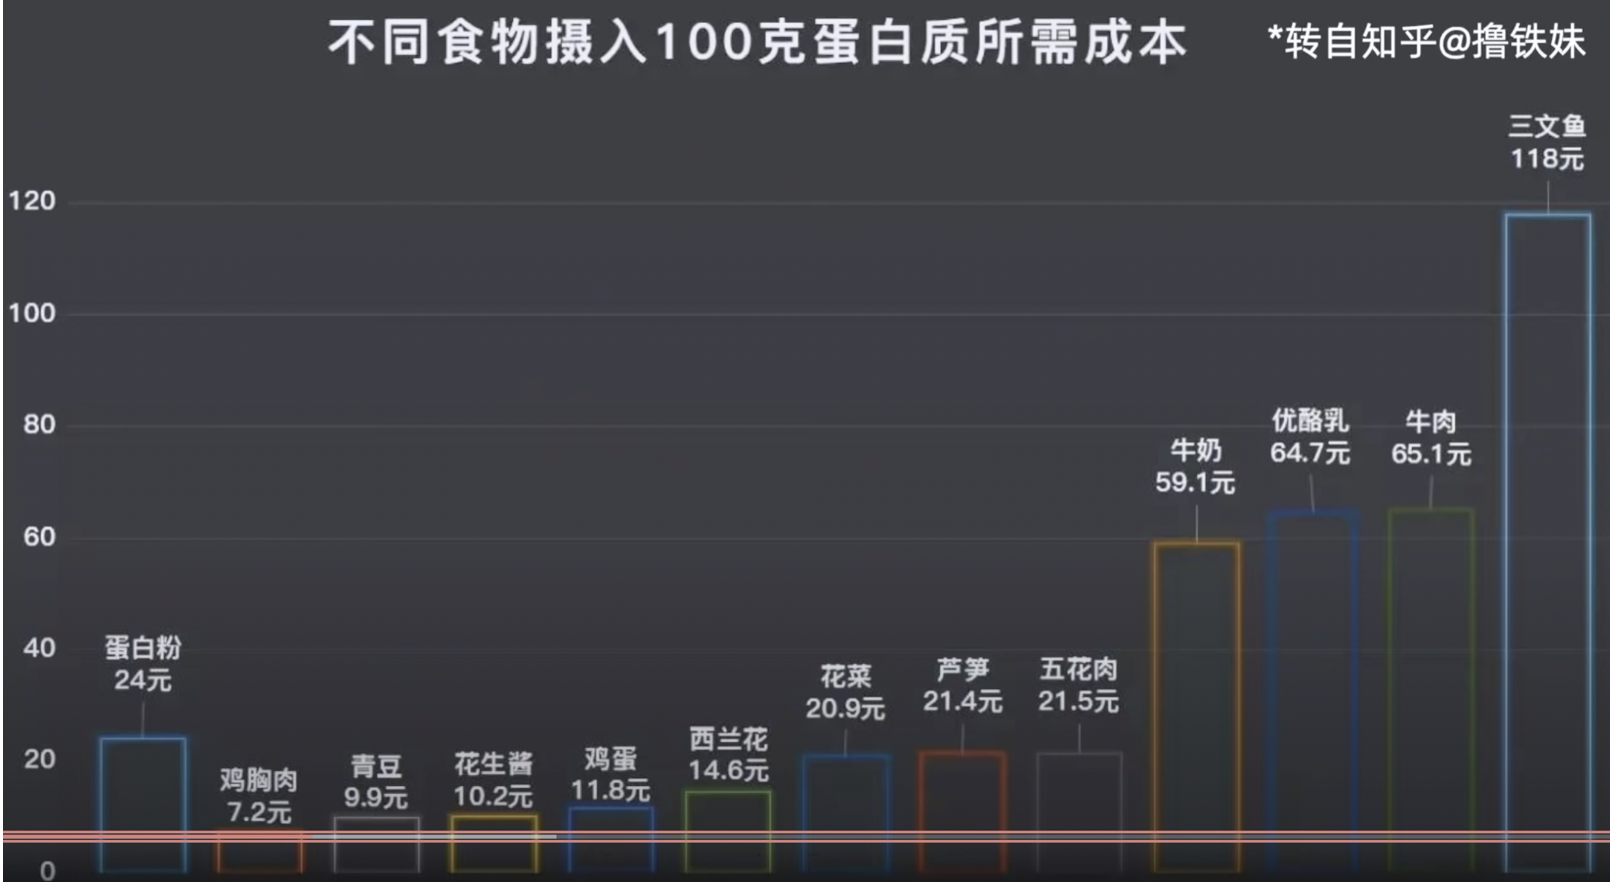 不同食物摄入100克蛋白质所需成本
*转自知乎@撸铁妹
120
100
80
60
40
20
0
蛋白粉
24元
鸡胸肉
7.2元
青豆
9.9元
花生酱
10.2元
鸡蛋
11.8元
西兰花
14.6元
花菜
20.9元
芦笋
21.4元
五花肉
21.5元
牛奶
59.1元
优酪乳
64.7元
牛肉
65.1元
三文鱼
118元